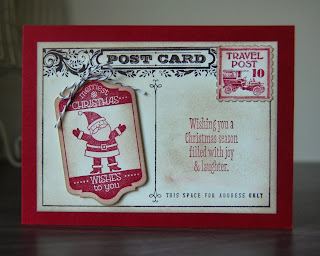 POST CARD
TRAVEL
POST
10
merriest
CHRISTMAS
WISHES
to you
Wishing you a
Christmas season
filled with joy
& laughter.
THIS SPACE FOR ADDRESS ONLY